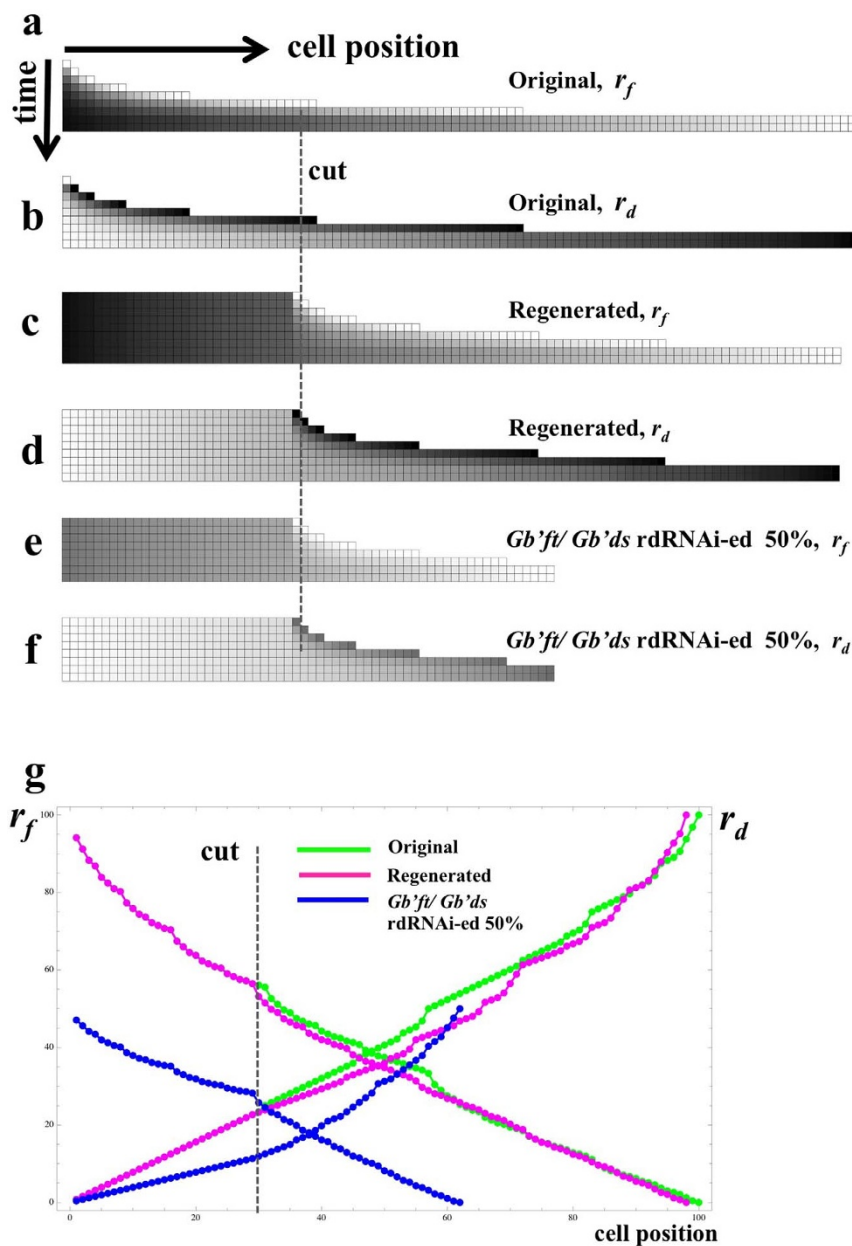 a
cell position
time
Original, r_f
cut
b
Original, r_d
c
Regenerated, r_f
d
Regenerated, r_d
e
Gb'ft/ Gb'ds rdRNAi-ed 50%, r_f
f
Gb'ft/ Gb'ds rdRNAi-ed 50%, r_d
g
r_f
r_d
100
80
60
40
20
0
cut
Original
Regenerated
Gb'ft/ Gb'ds
rdRNAi-ed 50%
0 20 40 60 80 100
cell position